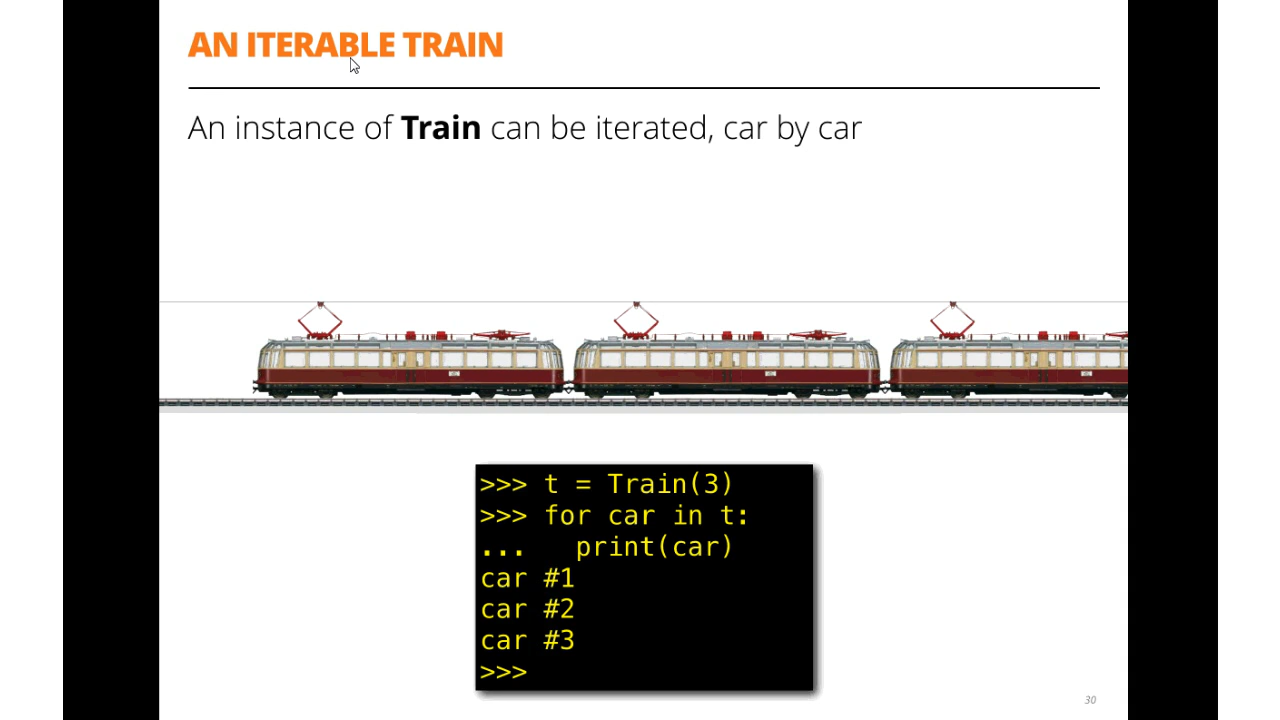 AN ITERABLE TRAIN
An instance of Train can be iterated, car by car
>>> t = Train(3)
>>> for car in t:
...   print(car)
car #1
car #2
car #3
>>>
30